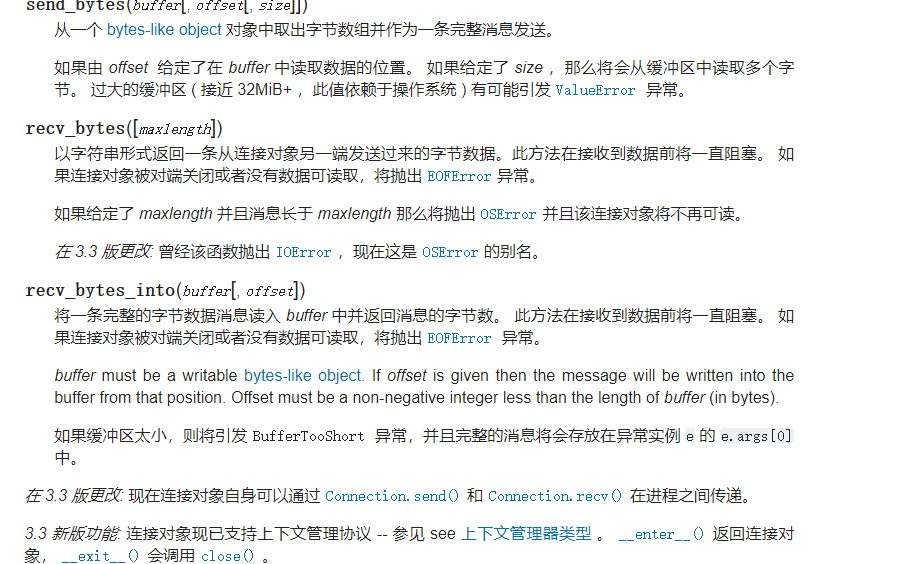 send_bytes(buffer[, offset[, size]])
从一个 bytes-like object 对象中取出字节数组并作为一条完整消息发送。
如果由 offset 给定了在 buffer 中读取数据的位置。 如果给定了 size ，那么将会从缓冲区中读取多个字
节。 过大的缓冲区 ( 接近 32MiB+ ，此值依赖于操作系统 ) 有可能引发 ValueError 异常。
recv_bytes([maxlength])
以字符串形式返回一条从连接对象另一端发送过来的字节数据。此方法在接收到数据前将一直阻塞。 如
果连接对象被对端关闭或者没有数据可读取，将抛出 EOFError 异常。
如果给定了 maxlength 并且消息长于 maxlength 那么将抛出 OSError 并且该连接对象将不再可读。
在 3.3 版更改: 曾经该函数抛出 IOError ，现在这是 OSError 的别名。
recv_bytes_into(buffer[, offset])
将一条完整的字节数据消息读入 buffer 中并返回消息的字节数。 此方法在接收到数据前将一直阻塞。 如
果连接对象被对端关闭或者没有数据可读取，将抛出 EOFError 异常。
buffer must be a writable bytes-like object. If offset is given then the message will be written into the
buffer from that position. Offset must be a non-negative integer less than the length of buffer (in bytes).
如果缓冲区太小，则将引发 BufferTooShort 异常，并且完整的消息将会存放在异常实例 e 的 e.args[0]
中。
在 3.3 版更改: 现在连接对象自身可以通过 Connection.send() 和 Connection.recv() 在进程之间传递。
3.3 新版功能: 连接对象现已支持上下文管理协议 -- 参见 see 上下文管理器类型 。 __enter__() 返回连接对
象， __exit__() 会调用 close() 。